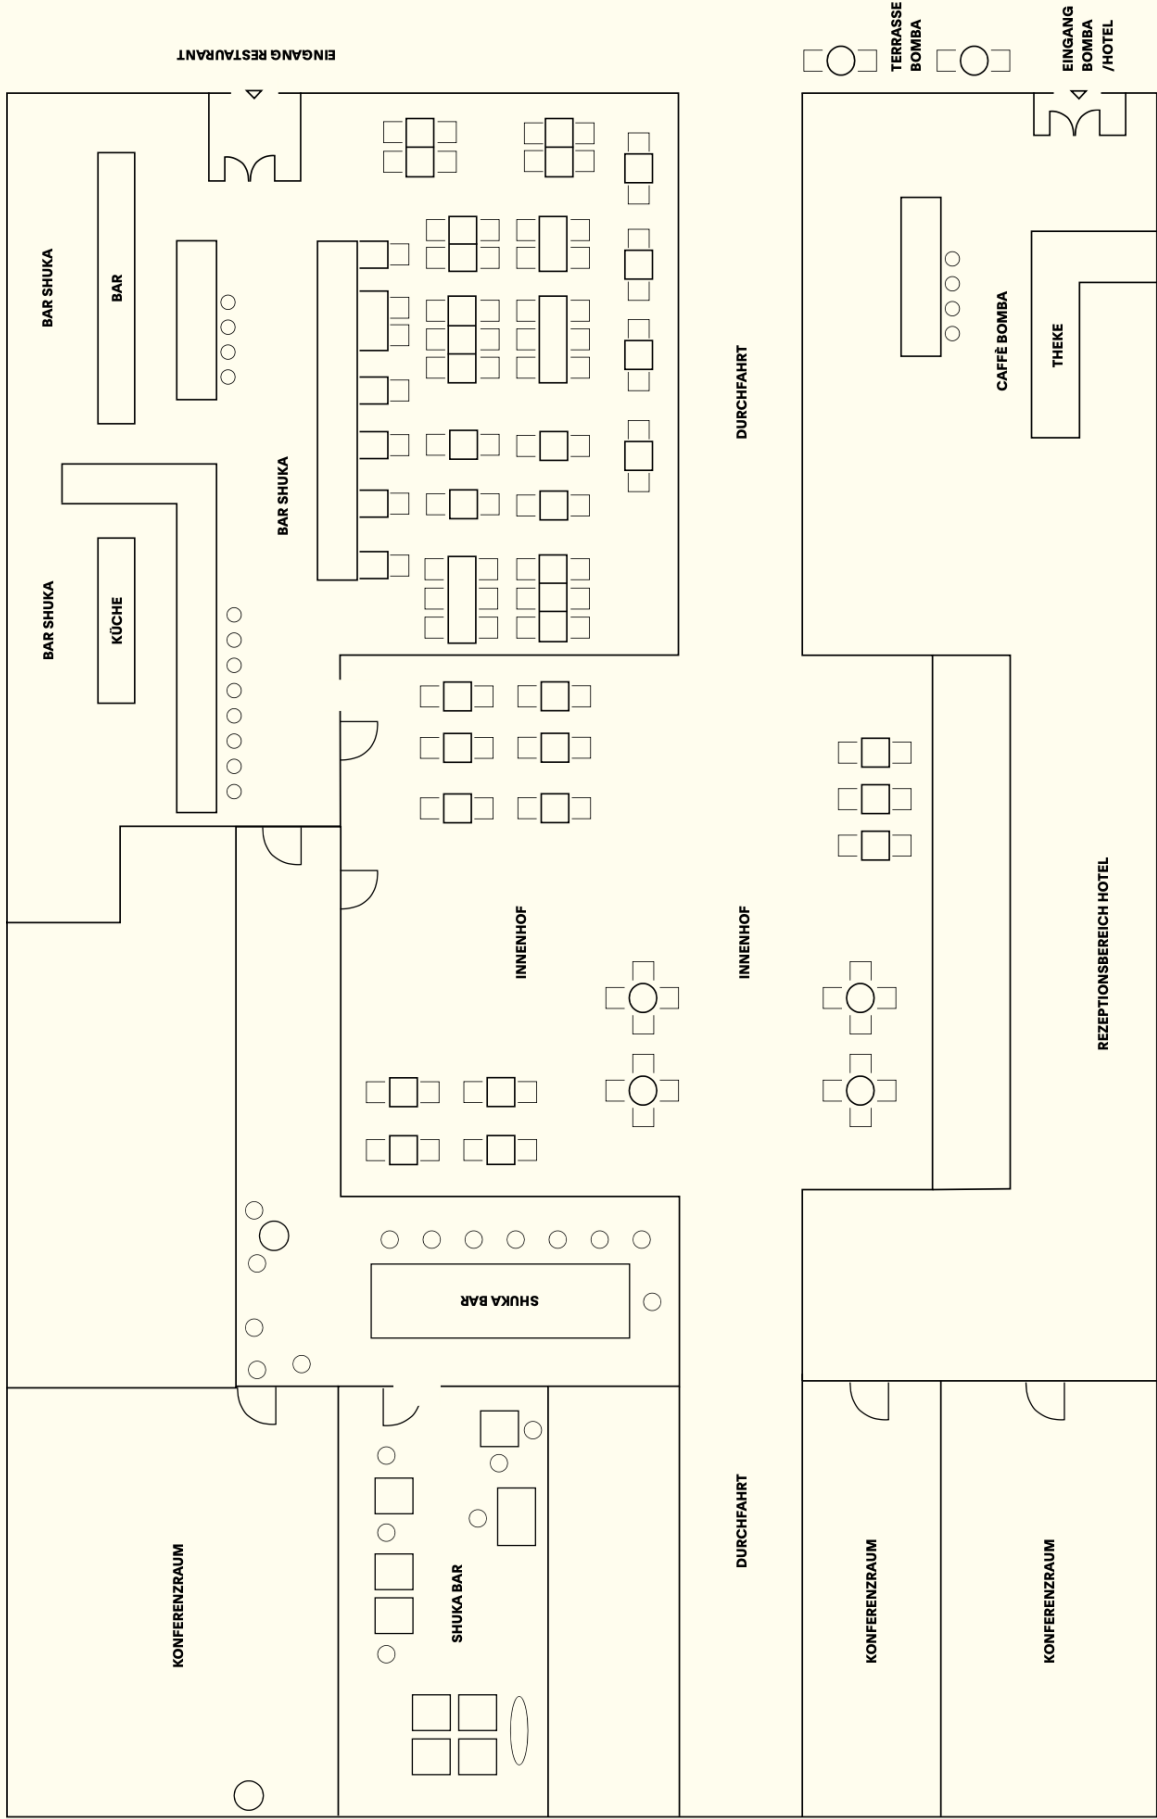 EINGANG RESTAURANT
TERRASSE
BOMBA
EINGANG
BOMBA
/HOTEL
BAR SHUKA
BAR
DURCHFAHRT
CAFFÈ BOMBA
THEKE
BAR SHUKA
BAR SHUKA
KÜCHE
INNENHOF
INNENHOF
REZEPTIONSBEREICH HOTEL
SHUKA BAR
DURCHFAHRT
KONFERENZRAUM
SHUKA BAR
KONFERENZRAUM
KONFERENZRAUM